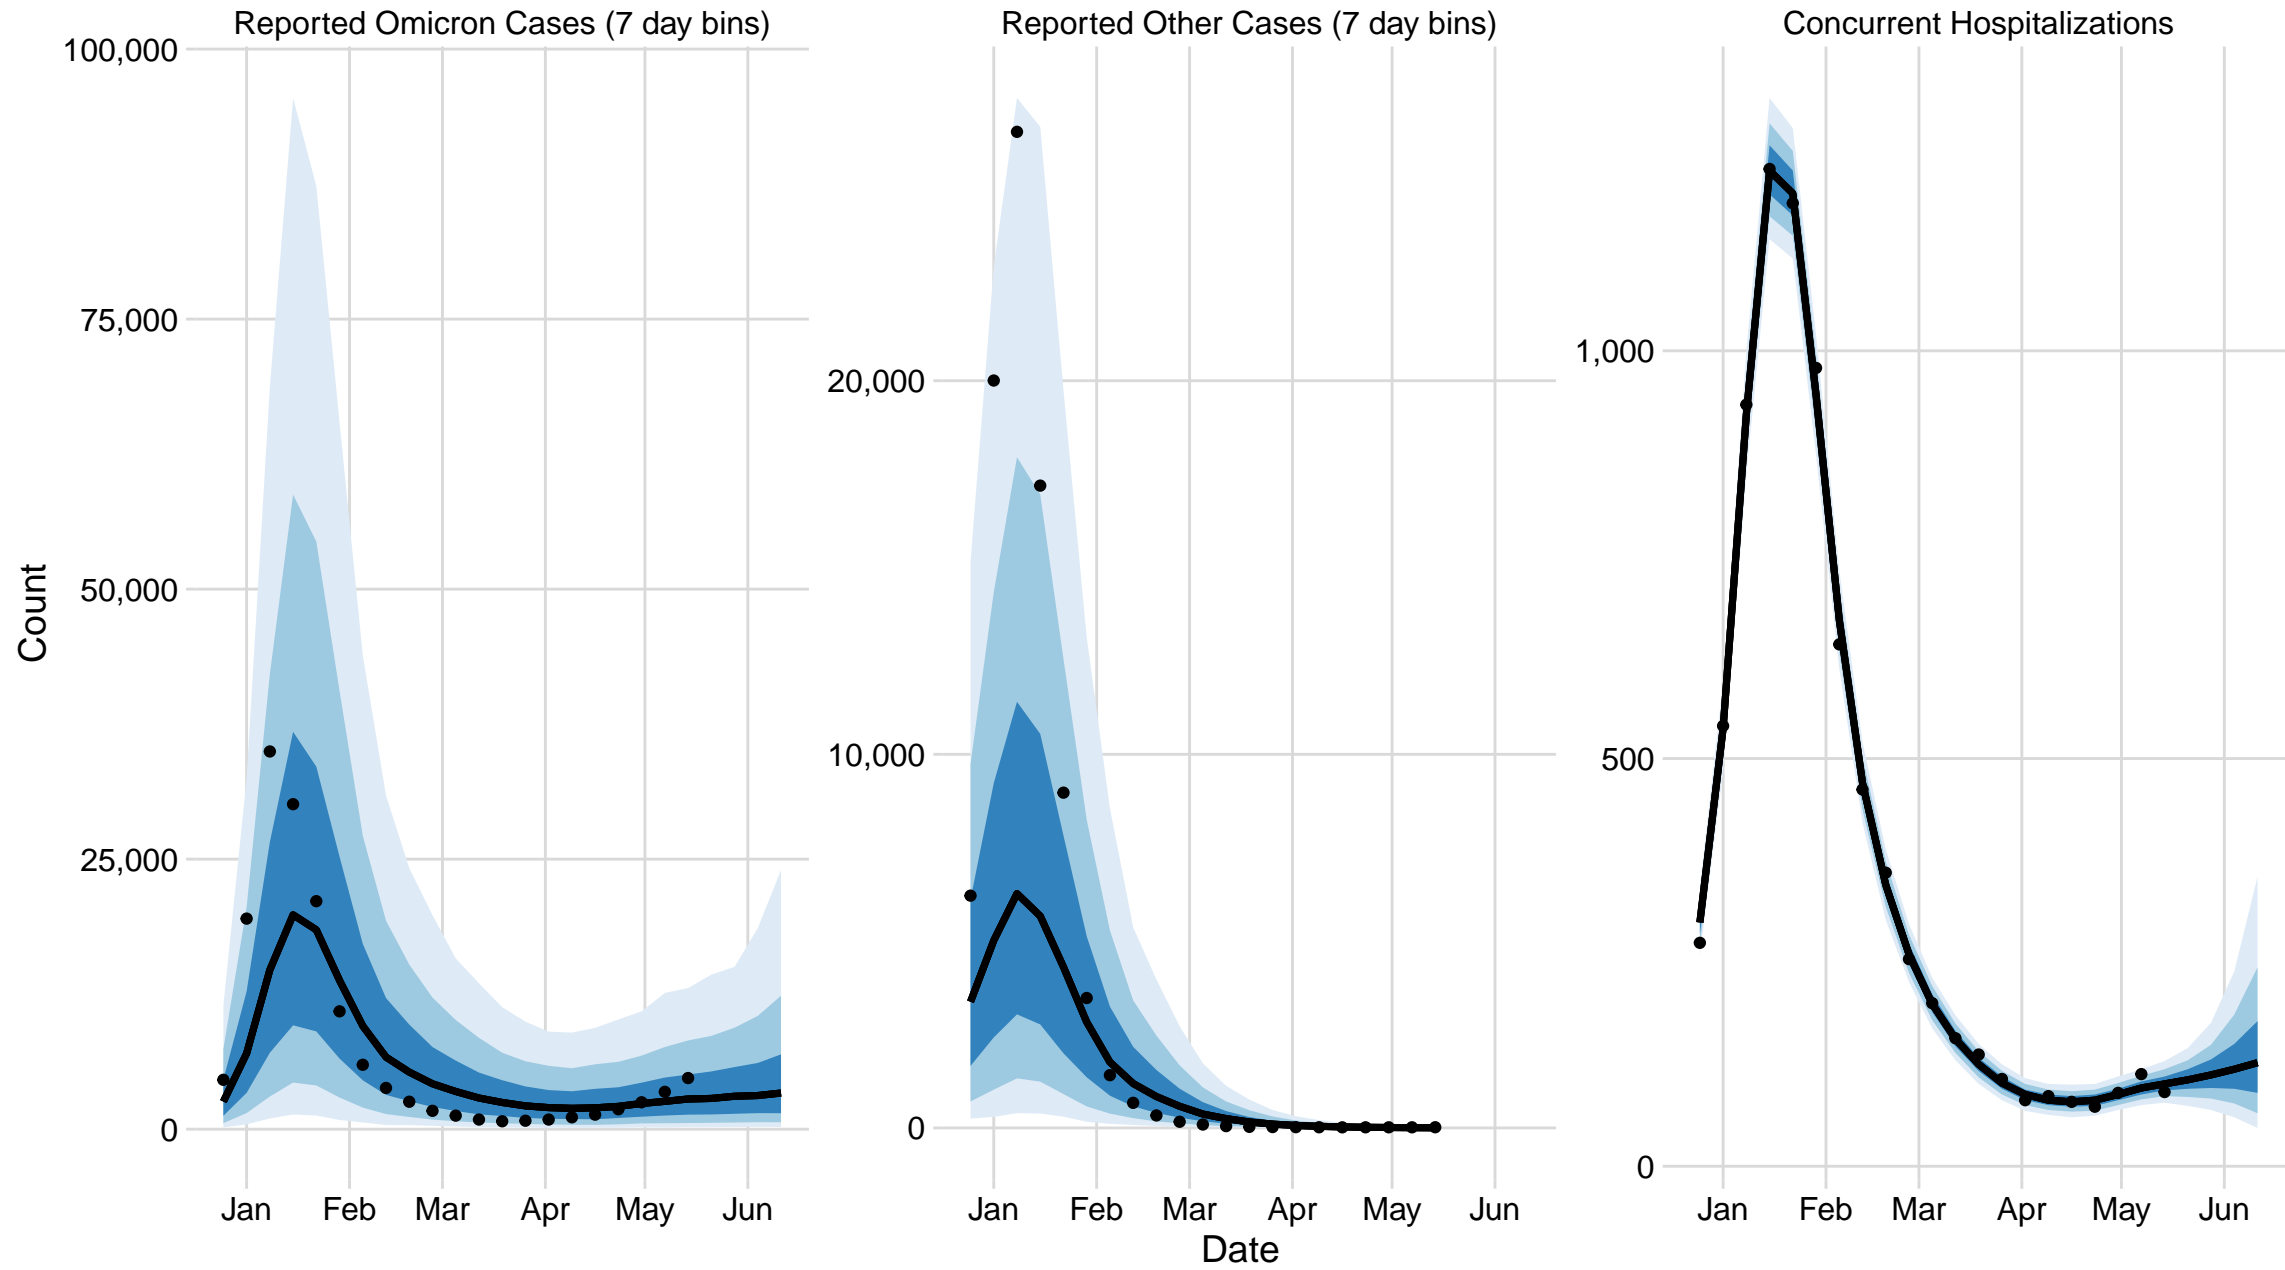 Reported Omicron Cases (7 day bins)
Reported Other Cases (7 day bins)
Concurrent Hospitalizations
Count
100,000
75,000
50,000
25,000
0
20,000
10,000
0
1,000
500
0
Jan Feb Mar Apr May Jun
Jan Feb Mar Apr May Jun
Jan Feb Mar Apr May Jun
Date